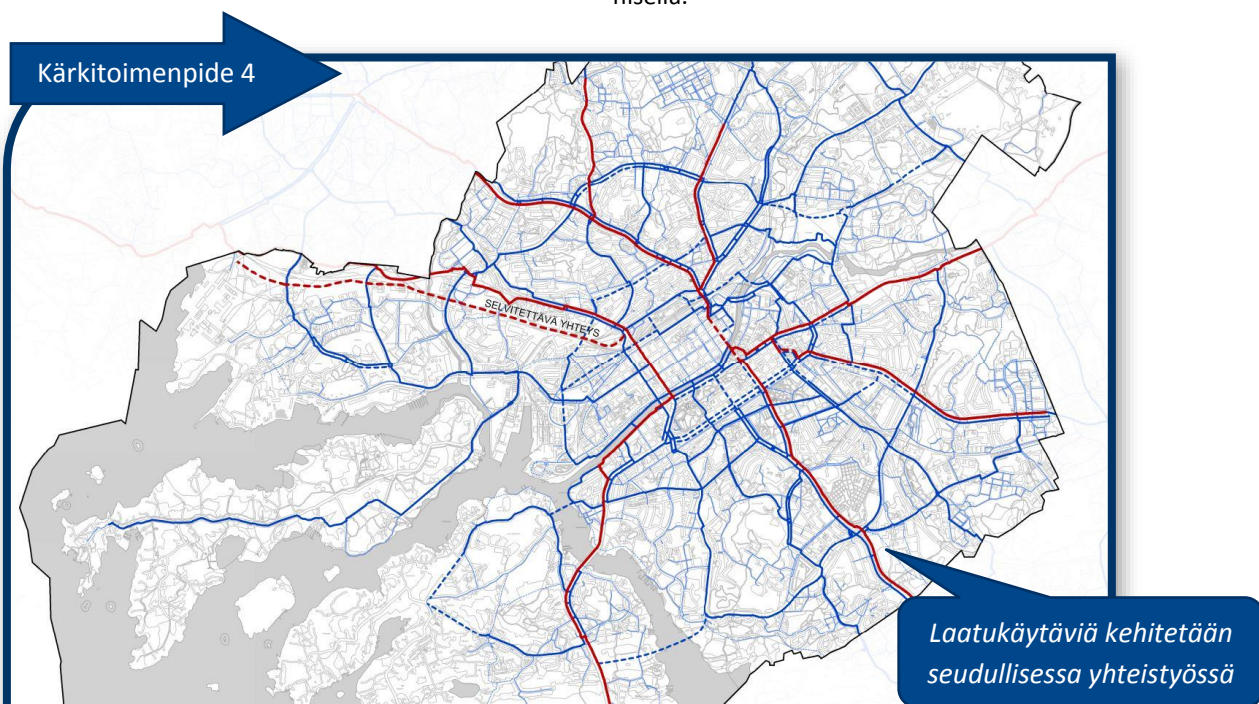 Kärkitoimenpide 4
SELVITETTÄVÄ YHTEYS
Laatukäytäviä kehitetään
seudullisessa yhteistyössä